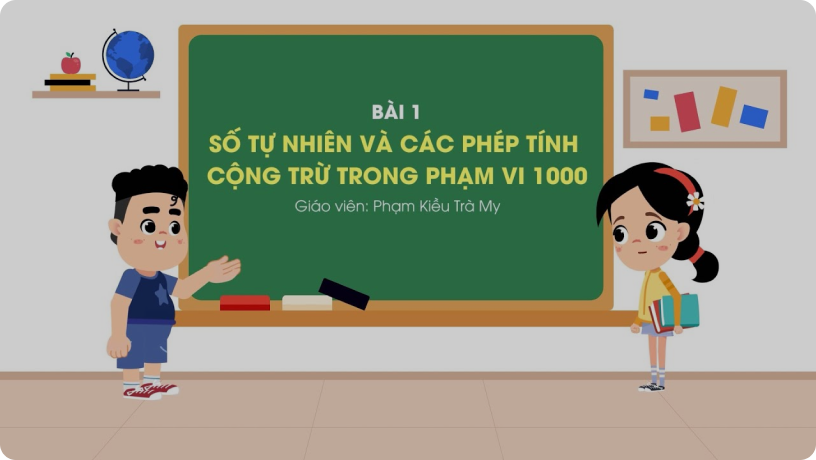 BÀI 1
SỐ TỰ NHIÊN VÀ CÁC PHÉP TÍNH
CỘNG TRỪ TRONG PHẠM VI 1000
Giáo viên: Phạm Kiều Trà My